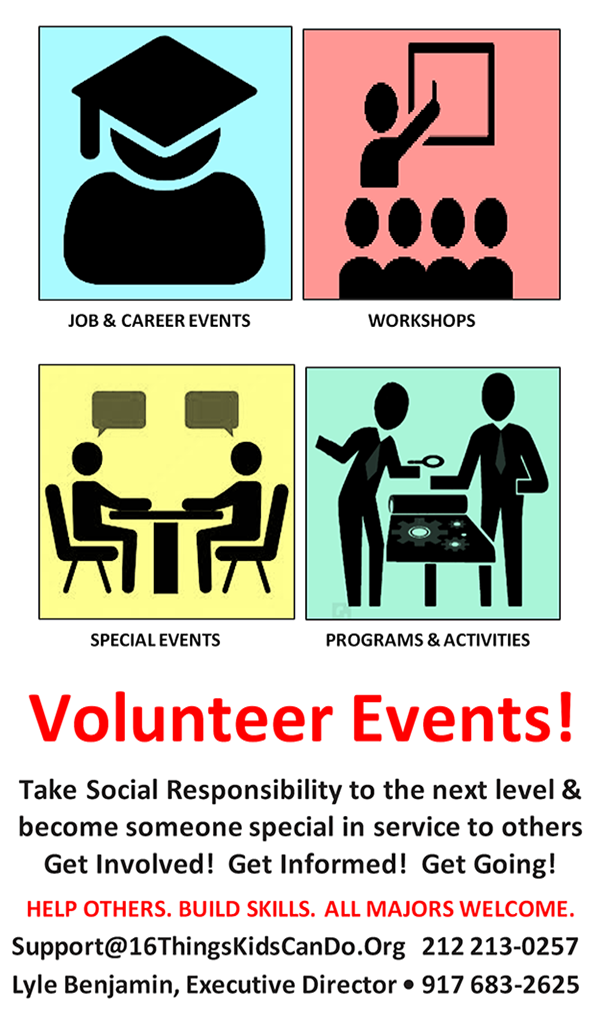 JOB & CAREER EVENTS
WORKSHOPS
SPECIAL EVENTS
PROGRAMS & ACTIVITIES
Volunteer Events!
Take Social Responsibility to the next level &
become someone special in service to others
Get Involved!  Get Informed!  Get Going!
HELP OTHERS. BUILD SKILLS.  ALL MAJORS WELCOME.
Support@16ThingsKidsCanDo.Org  212 213-0257
Lyle Benjamin, Executive Director • 917 683-2625